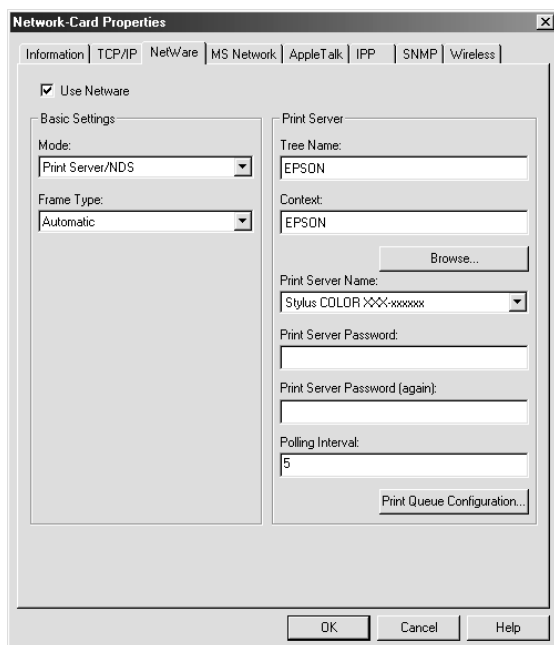 Network-Card Properties
Information TCP/IP NetWare MS Network AppleTalk IPP SNMP Wireless
Use Netware
Basic Settings
Mode:
Print Server/NDS
Frame Type:
Automatic
Print Server
Tree Name:
EPSON
Context:
EPSON
Browse...
Print Server Name:
Stylus COLOR XXX-xxxxxx
Print Server Password:
Print Server Password (again):
Polling Interval:
5
Print Queue Configuration...
OK Cancel Help